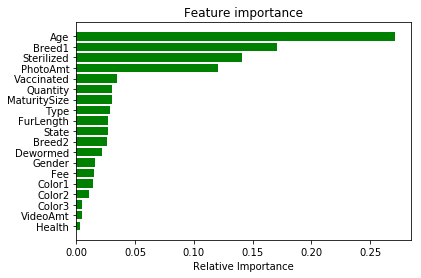 Feature importance
Age
Breed1
Sterilized
PhotoAmt
Vaccinated
Quantity
MaturitySize
Type
FurLength
State
Breed2
Dewormed
Gender
Fee
Color1
Color2
Color3
VideoAmt
Health
0.00 0.05 0.10 0.15 0.20 0.25
Relative Importance